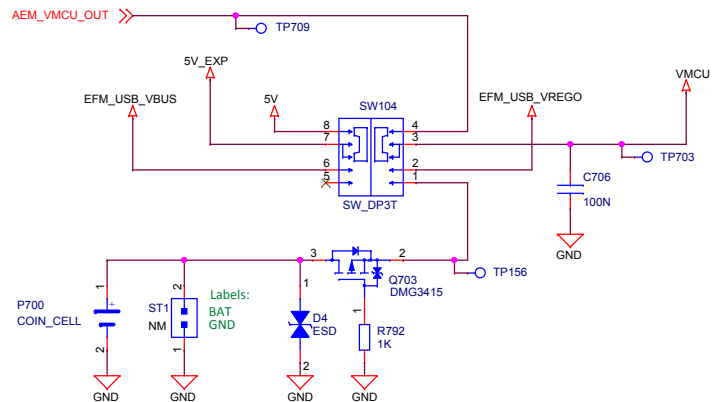 AEM_VMCU_OUT
TP709
5V_EXP
VMCU
EFM_USB_VBUS
5V
SW104
EFM_USB_VREGO
8
4
7
3
6
2
5
1
TP703
C706
100N
SW_DP3T
GND
3
2
TP156
Q703
DMG3415
1
2
1
Labels:
P700
COIN_CELL
ST1
BAT
NM
GND
D4
ESD
1
R792
1K
2
1
2
GND
GND
GND
GND